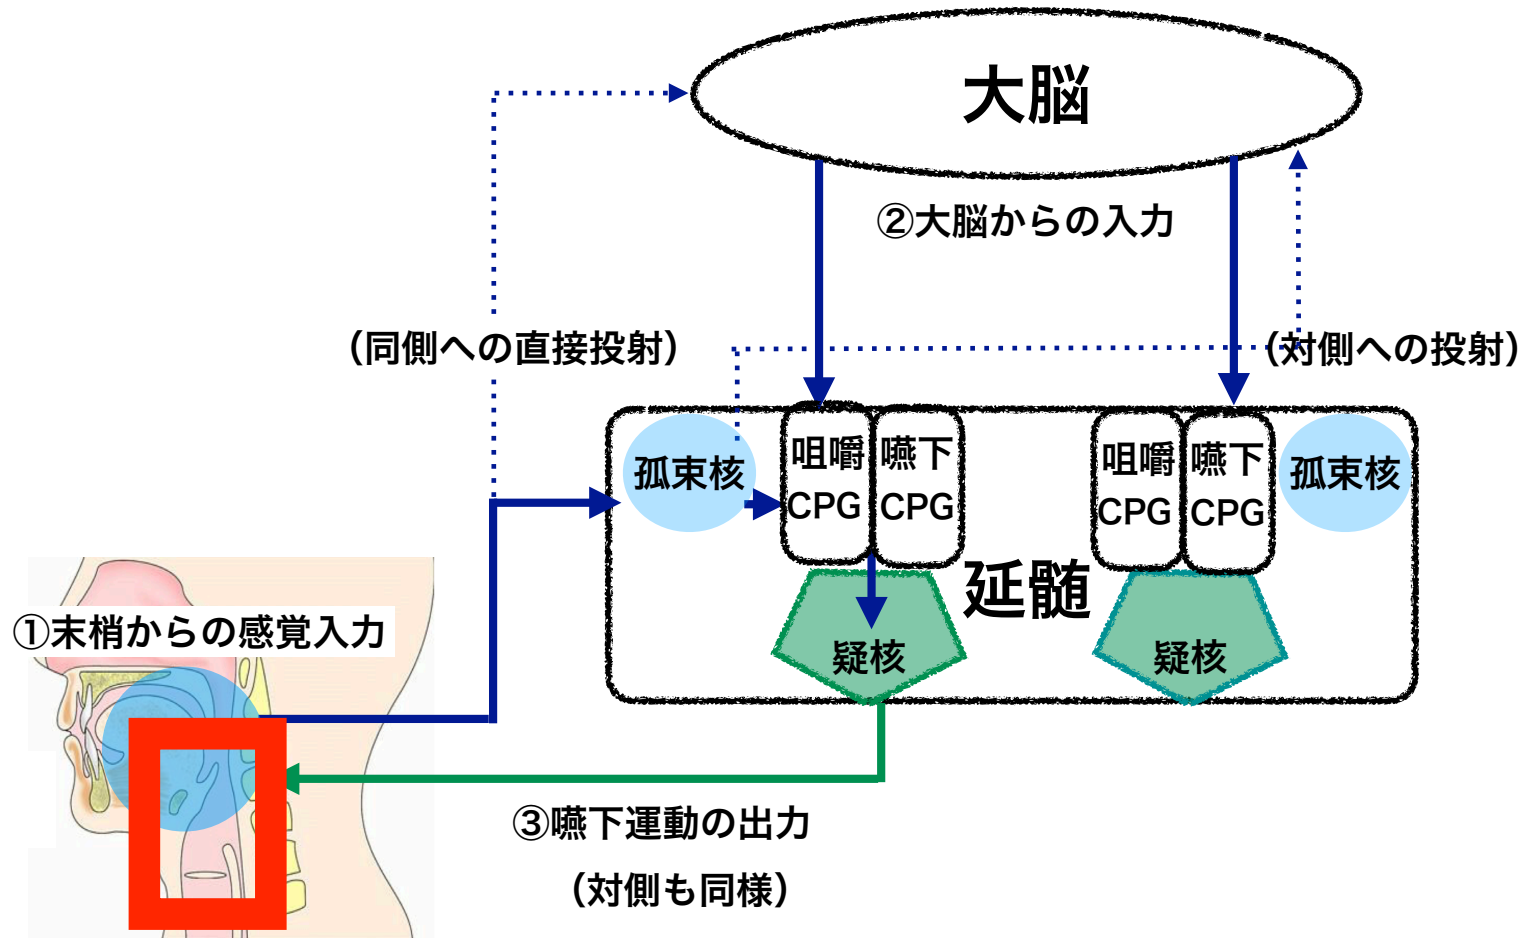 大脳
②大脳からの入力
（同側への直接投射）
（対側への投射）
孤束核
咀嚼
CPG
嚥下
CPG
咀嚼
CPG
嚥下
CPG
孤束核
延髄
疑核
疑核
①末梢からの感覚入力
③嚥下運動の出力
（対側も同様）